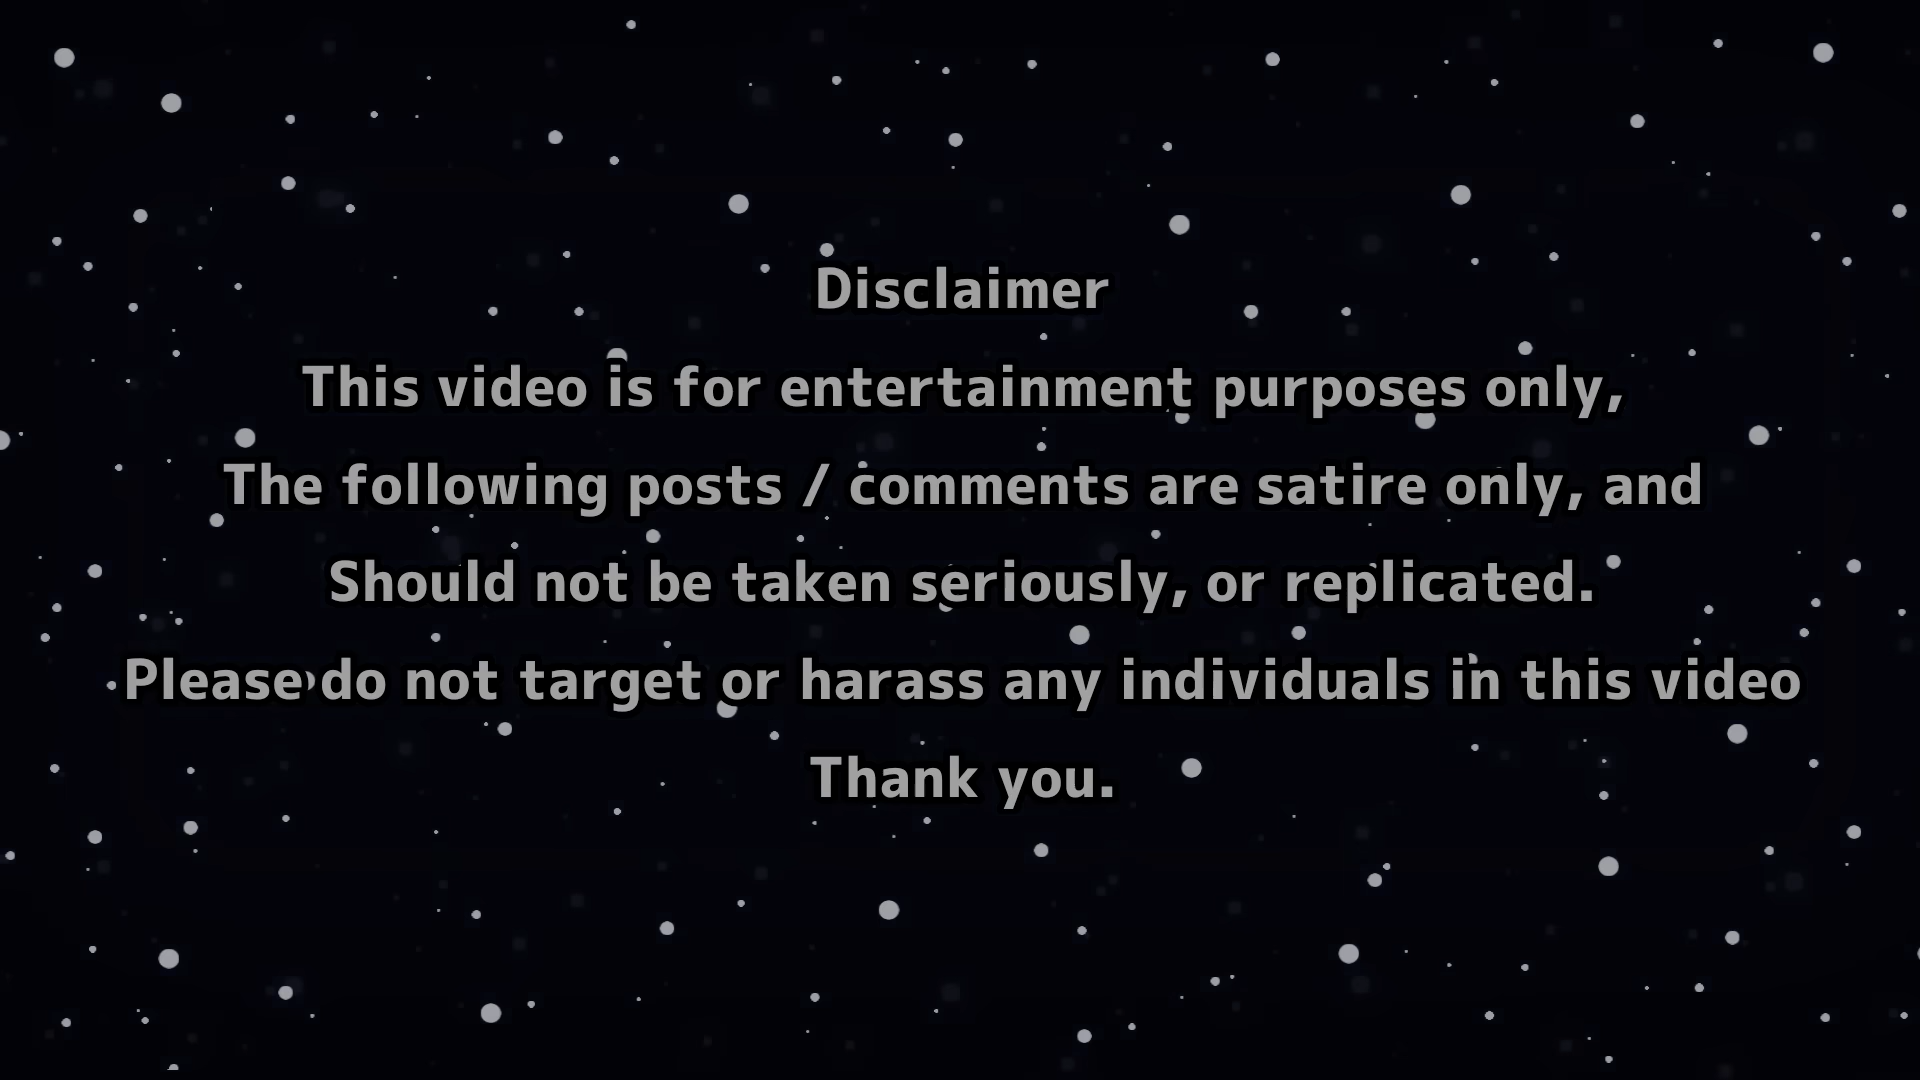 Disclaimer
This video is for entertainment purposes only,
The following posts / comments are satire only, and
Should not be taken seriously, or replicated.
Please do not target or harass any individuals in this video
Thank you.